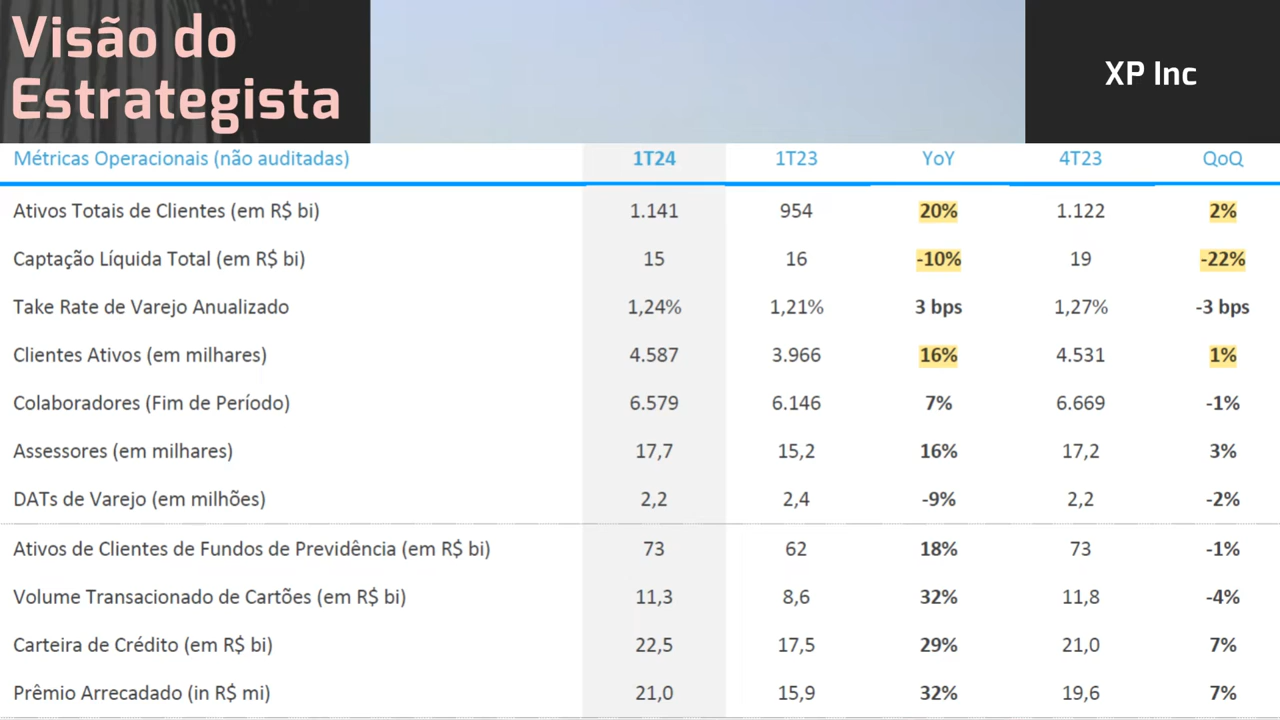 Visão do
Estrategista
XP Inc
Métricas Operacionais (não auditadas) 1T24 1T23 YoY 4T23 QoQ
Ativos Totais de Clientes (em R$ bi) 1.141 954 20% 1.122 2%
Captação Líquida Total (em R$ bi) 15 16 -10% 19 -22%
Take Rate de Varejo Anualizado 1,24% 1,21% 3 bps 1,27% -3 bps
Clientes Ativos (em milhares) 4.587 3.966 16% 4.531 1%
Colaboradores (Fim de Período) 6.579 6.146 7% 6.669 -1%
Assessores (em milhares) 17,7 15,2 16% 17,2 3%
DATs de Varejo (em milhões) 2,2 2,4 -9% 2,2 -2%
Ativos de Clientes de Fundos de Previdência (em R$ bi) 73 62 18% 73 -1%
Volume Transacionado de Cartões (em R$ bi) 11,3 8,6 32% 11,8 -4%
Carteira de Crédito (em R$ bi) 22,5 17,5 29% 21,0 7%
Prêmio Arrecadado (in R$ mi) 21,0 15,9 32% 19,6 7%